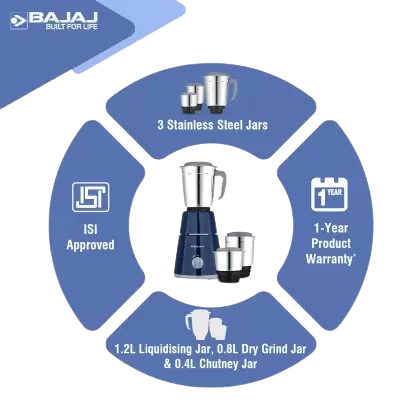 BAJAJ
BUILT FOR LIFE
3 Stainless Steel Jars
ISI
Approved
1 YEAR
1-Year
Product
Warranty*
1.2L Liquidising Jar, 0.8L Dry Grind Jar
& 0.4L Chutney Jar